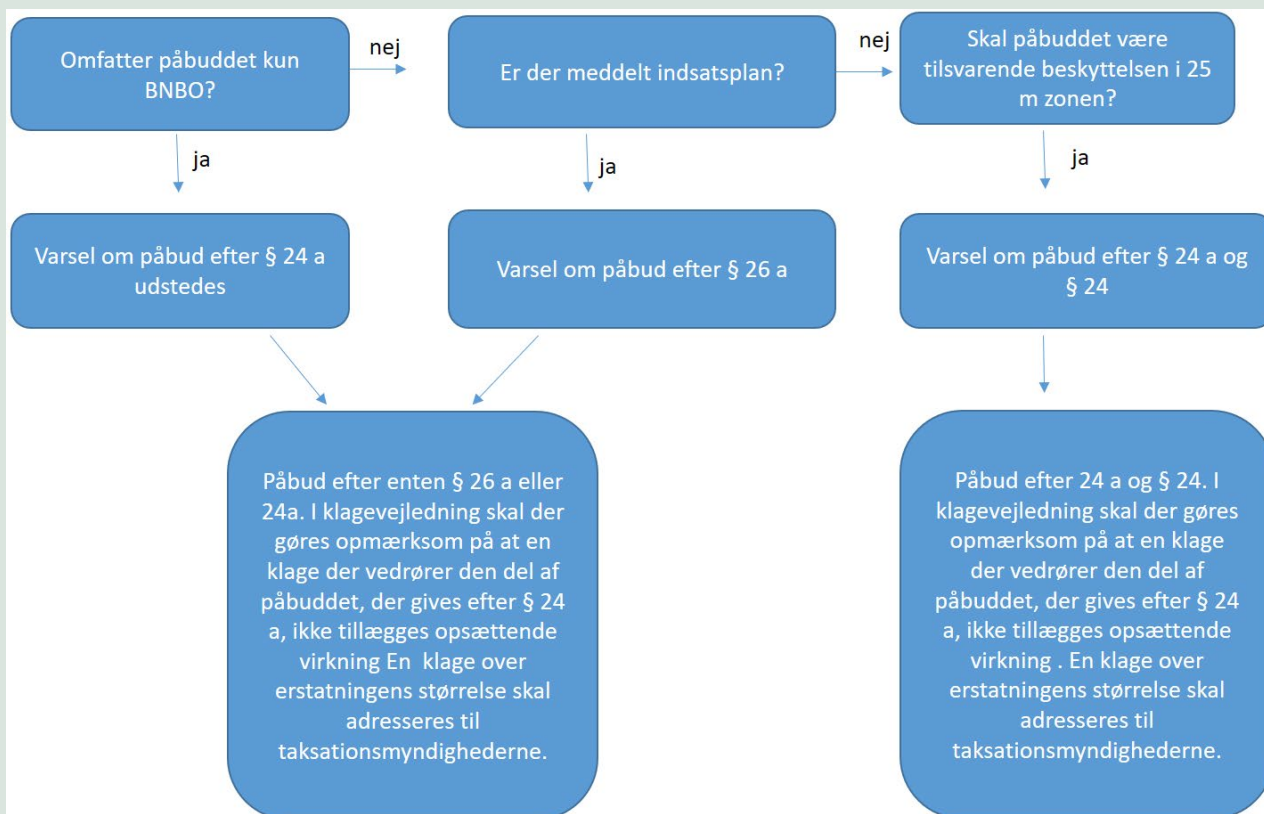 Omfatter påbuddet kun
BNBO?
nej
Er der meddelt indsatsplan?
nej
Skal påbuddet være
tilsvarende beskyttelsen i 25
m zonen?
ja
ja
ja
Varsel om påbud efter § 24 a
udstedes
Varsel om påbud efter § 26 a
Varsel om påbud efter § 24 a og
§ 24
Påbud efter enten § 26 a eller
24a. I klagevejledning skal der
gøres opmærksom på at en
klage der vedrører den del af
påbuddet, der gives efter § 24
a, ikke tillægges opsættende
virkning En  klage over
erstatningens størrelse skal
adresseres til
taksationsmyndighederne.
Påbud efter 24 a og § 24. I
klagevejledning skal der gøres
opmærksom på at en klage
der vedrører den del af
påbuddet, der gives efter § 24
a, ikke tillægges opsættende
virkning . En klage over
erstatningens størrelse skal
adresseres til
taksationsmyndighederne.